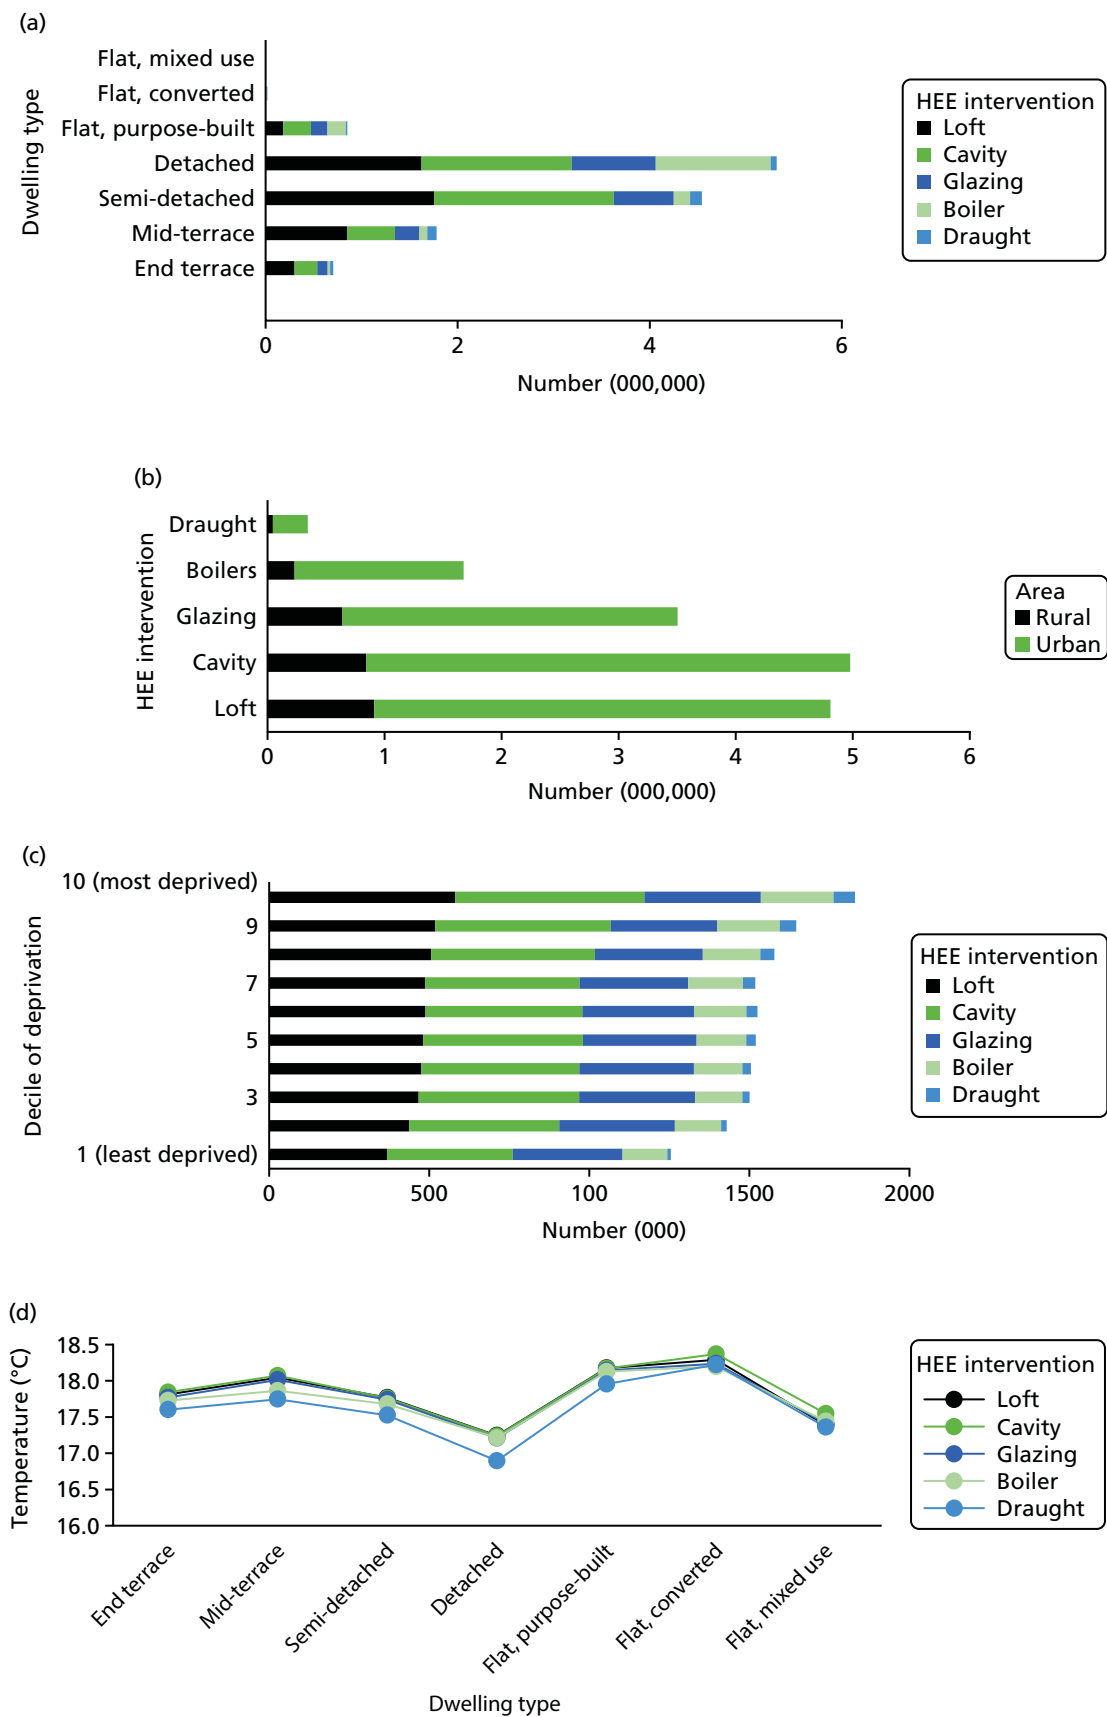 (a)
Dwelling type
Flat, mixed use
Flat, converted
Flat, purpose-built
Detached
Semi-detached
Mid-terrace
End terrace
0 2 4 6
Number (000,000)
HEE intervention
Loft
Cavity
Glazing
Boiler
Draught
(b)
HEE intervention
Draught
Boilers
Glazing
Cavity
Loft
0 1 2 3 4 5 6
Number (000,000)
Area
Rural
Urban
(c)
Decile of deprivation
10 (most deprived)
9
7
5
3
1 (least deprived)
0 500 100 1500 2000
Number (000)
HEE intervention
Loft
Cavity
Glazing
Boiler
Draught
(d)
Temperature (°C)
18.5
18.0
17.5
17.0
16.5
16.0
End terrace
Mid-terrace
Semi-detached
Detached
Flat, purpose-built
Flat, converted
Flat, mixed use
Dwelling type
HEE intervention
Loft
Cavity
Glazing
Boiler
Draught